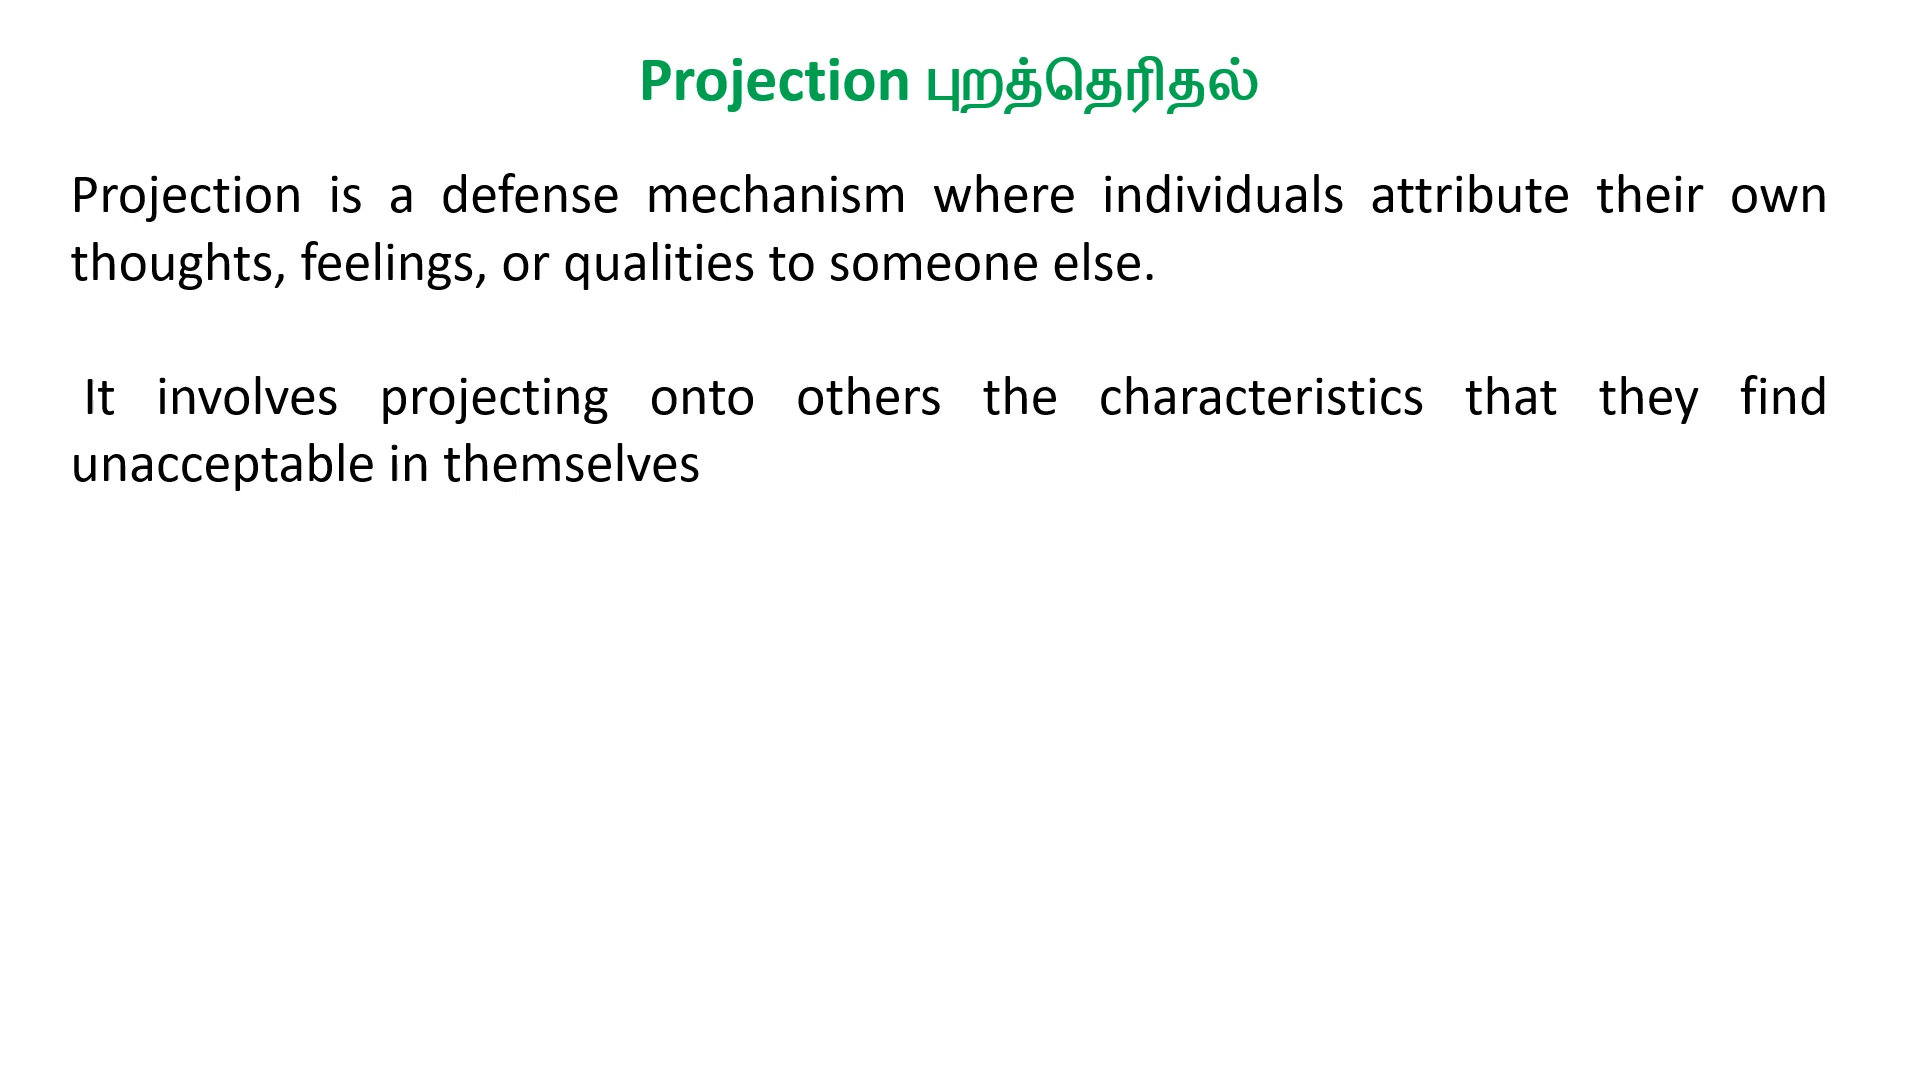 Projection புறத்தெரிதல்
Projection is a defense mechanism where individuals attribute their own
thoughts, feelings, or qualities to someone else.
It involves projecting onto others the characteristics that they find
unacceptable in themselves